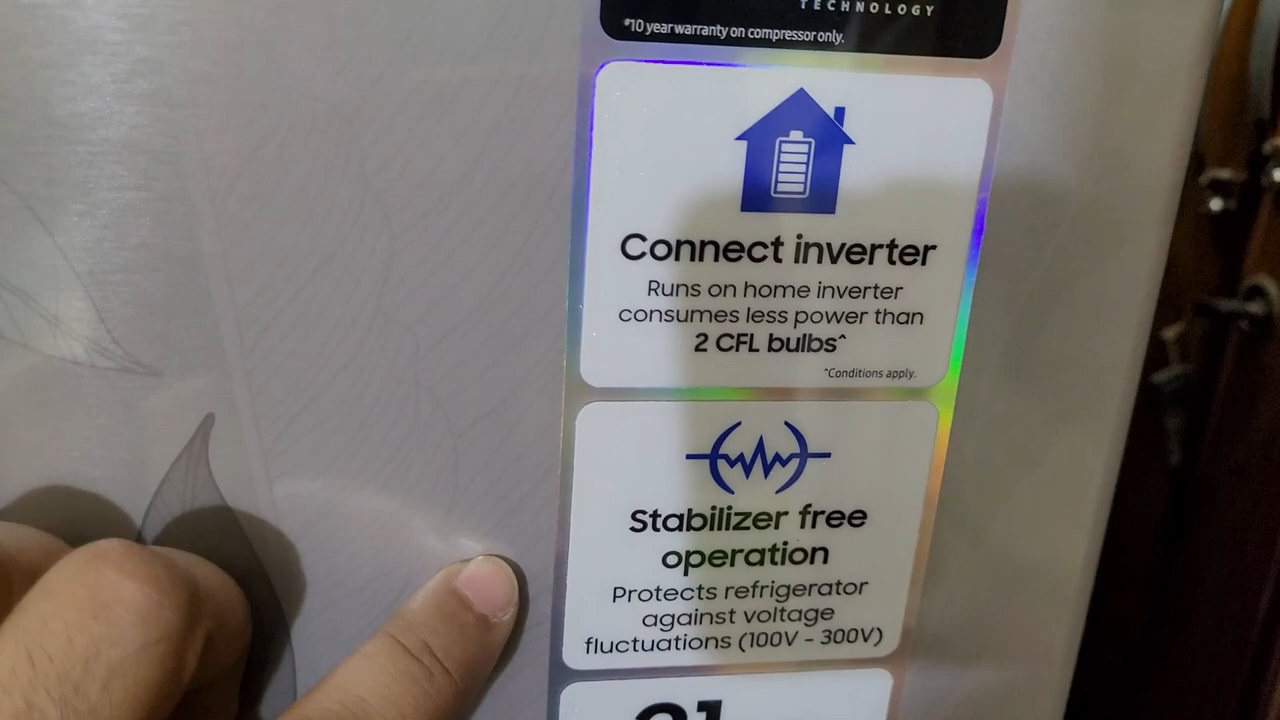 TECHNOLOGY
*10 year warranty on compressor only.
Connect inverter
Runs on home inverter
consumes less power than
2 CFL bulbs^
^Conditions apply.
Stabilizer free
operation
Protects refrigerator
against voltage
fluctuations (100V - 300V)